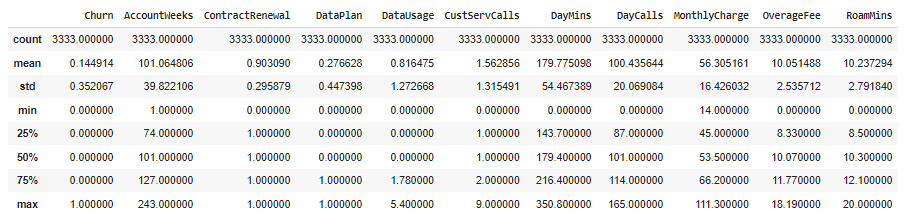 Churn AccountWeeks ContractRenewal DataPlan DataUsage CustServCalls DayMins DayCalls MonthlyCharge OverageFee RoamMins
count 3333.000000 3333.000000 3333.000000 3333.000000 3333.000000 3333.000000 3333.000000 3333.000000 3333.000000 3333.000000 3333.000000
mean 0.144914 101.064806 0.903090 0.276628 0.816475 1.562856 179.775098 100.435644 56.305161 10.051488 10.237294
std 0.352067 39.822106 0.295879 0.447398 1.272668 1.315491 54.467389 20.069084 16.426032 2.535712 2.791840
min 0.000000 1.000000 0.000000 0.000000 0.000000 0.000000 0.000000 0.000000 14.000000 0.000000 0.000000
25% 0.000000 74.000000 1.000000 0.000000 0.000000 1.000000 143.700000 87.000000 45.000000 8.330000 8.500000
50% 0.000000 101.000000 1.000000 0.000000 0.000000 1.000000 179.400000 101.000000 53.500000 10.070000 10.300000
75% 0.000000 127.000000 1.000000 1.000000 1.780000 2.000000 216.400000 114.000000 66.200000 11.770000 12.100000
max 1.000000 243.000000 1.000000 1.000000 5.400000 9.000000 350.800000 165.000000 111.300000 18.190000 20.000000